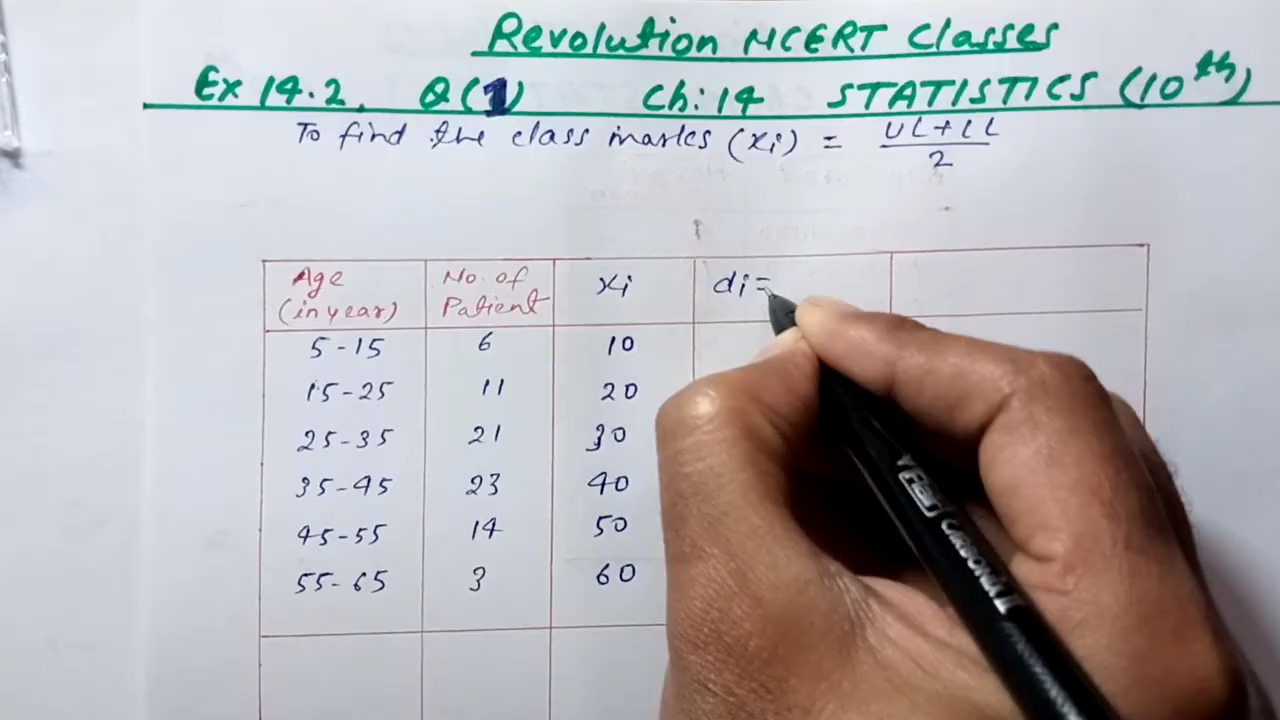 Revolution NCERT Classes
Ex 14.2, Q(1) Ch: 14 STATISTICS (10th)
To find the class marks (xi) = UL+LL / 2
Age (in year) No. of Patient xi di=
5-15 6 10
15-25 11 20
25-35 21 30
35-45 23 40
45-55 14 50
55-65 3 60
Flair CARBONIX